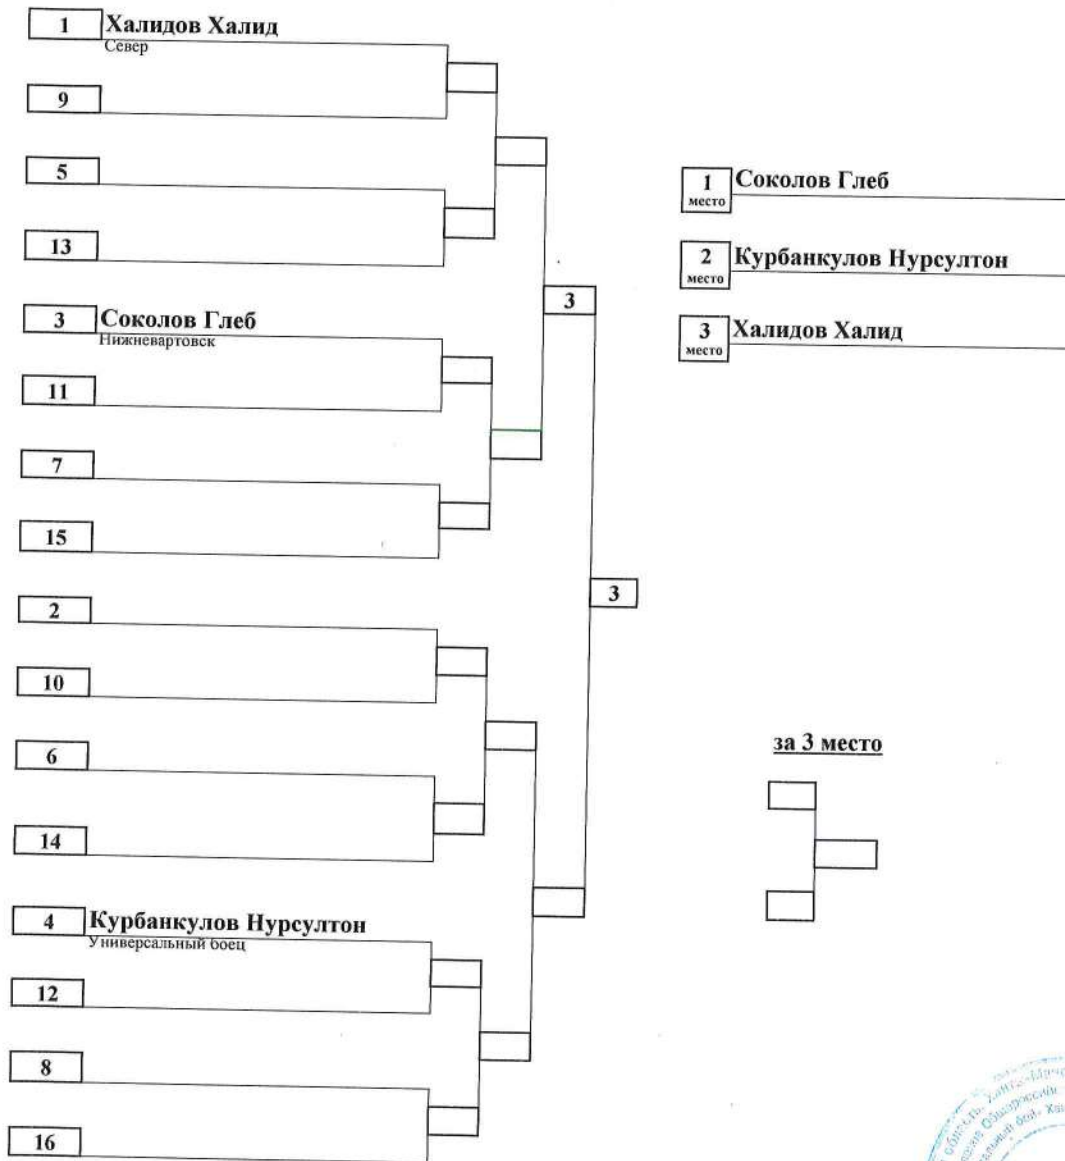 1 Халидов Халид
Север
9
5
13
3 Соколов Глеб
Нижневартовск
11
7
15
2
10
6
14
4 Курбанкулов Нурсултон
Универсальный боец
12
8
16
3
3
1 место Соколов Глеб
2 место Курбанкулов Нурсултон
3 место Халидов Халид
за 3 место